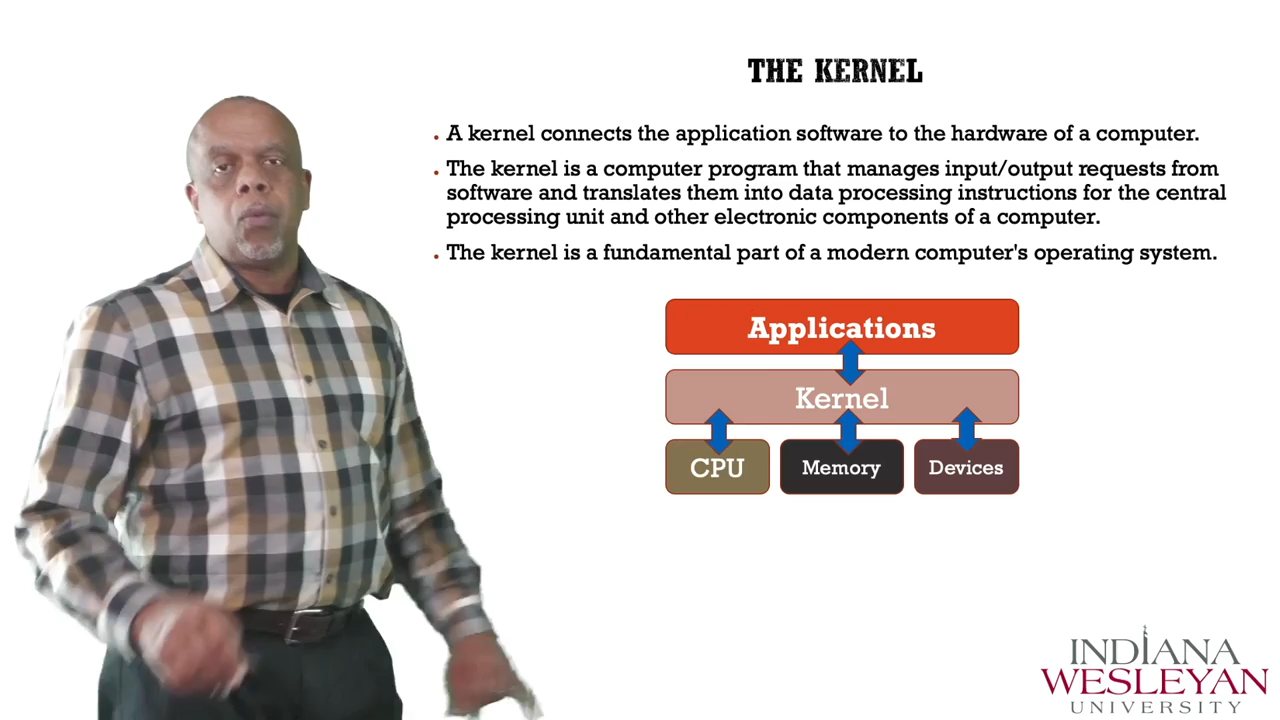 THE KERNEL
• A kernel connects the application software to the hardware of a computer.
• The kernel is a computer program that manages input/output requests from
software and translates them into data processing instructions for the central
processing unit and other electronic components of a computer.
• The kernel is a fundamental part of a modern computer's operating system.
Applications
Kernel
CPU Memory Devices
INDIANA
WESLEYAN
UNIVERSITY